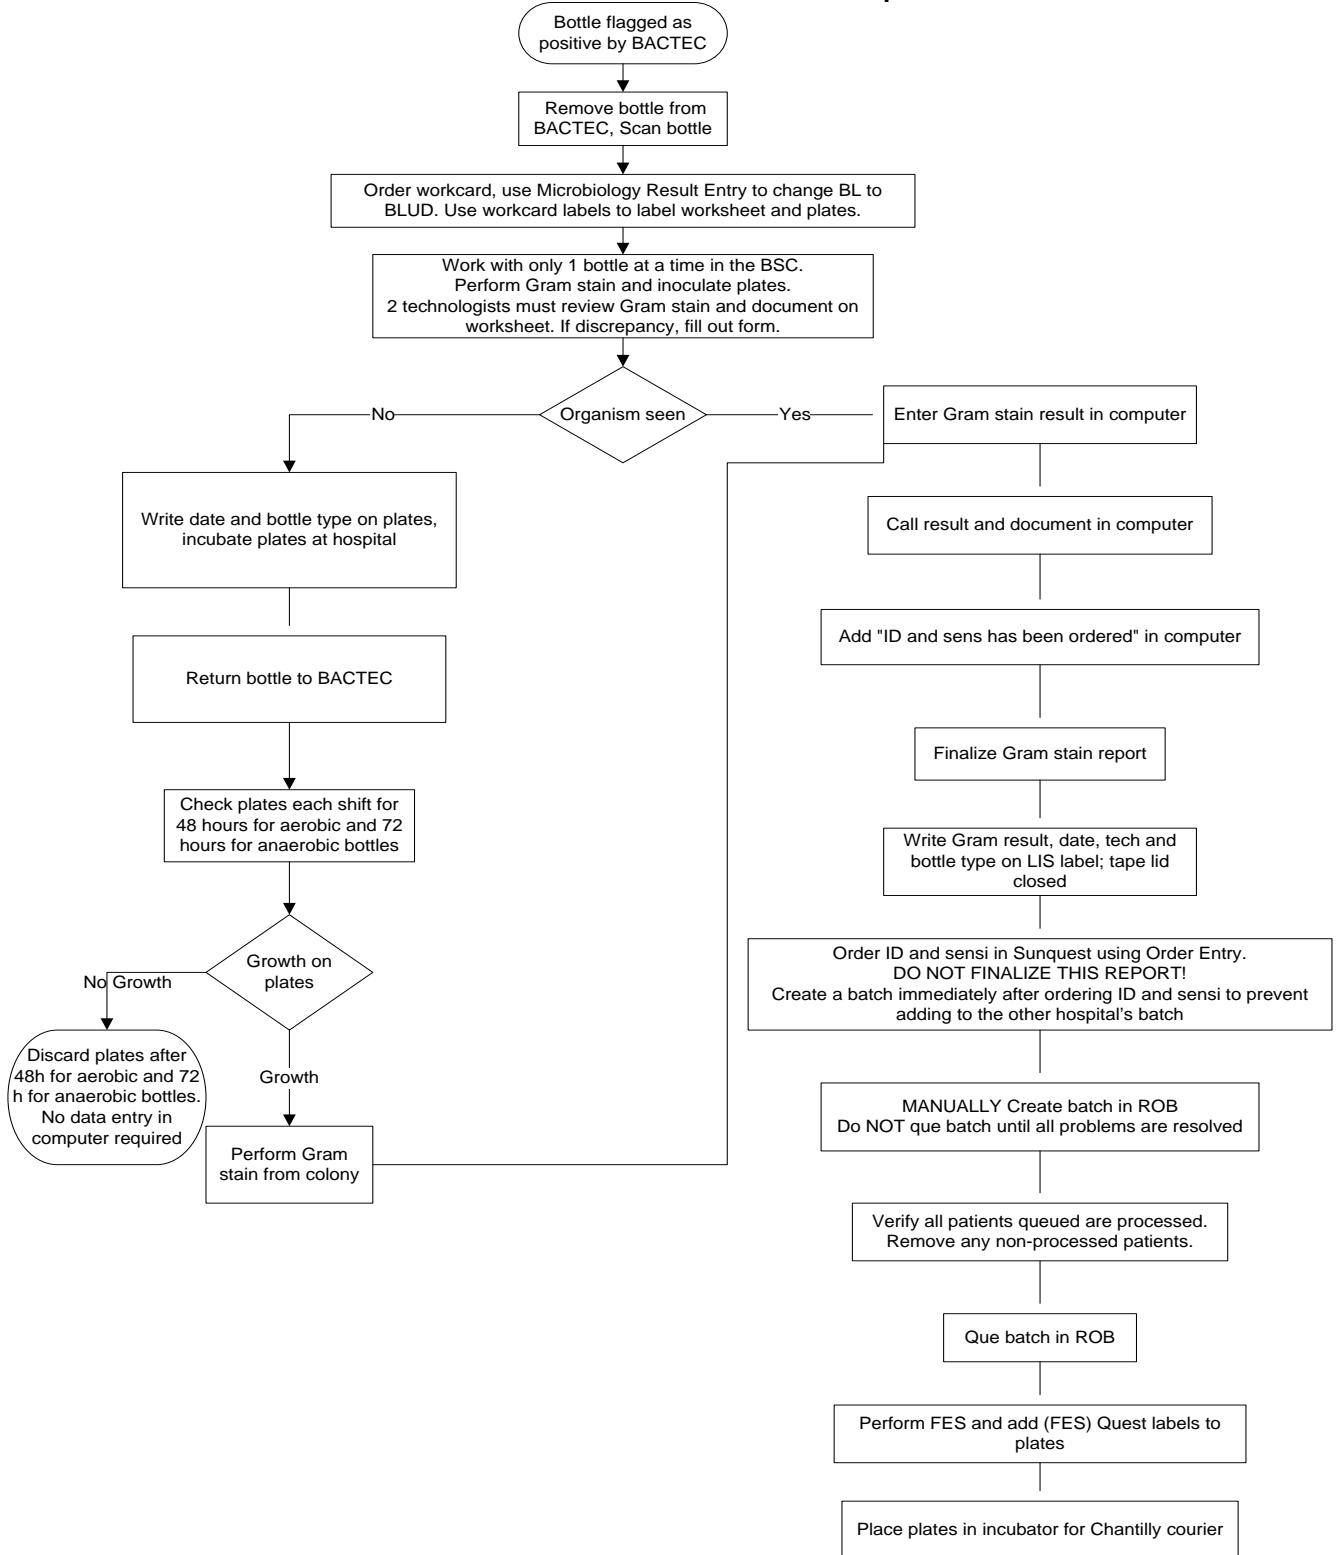 Bottle flagged as
positive by BACTEC
Remove bottle from
BACTEC, Scan bottle
Order workcard, use Microbiology Result Entry to change BL to
BLUD. Use workcard labels to label worksheet and plates.
Work with only 1 bottle at a time in the BSC.
Perform Gram stain and inoculate plates.
2 technologists must review Gram stain and document on
worksheet. If discrepancy, fill out form.
Organism seen
No
Yes
Write date and bottle type on plates,
incubate plates at hospital
Return bottle to BACTEC
Check plates each shift for
48 hours for aerobic and 72
hours for anaerobic bottles
Growth on
plates
No Growth
Discard plates after
48h for aerobic and 72
h for anaerobic bottles.
No data entry in
computer required
Growth
Perform Gram
stain from colony
Enter Gram stain result in computer
Call result and document in computer
Add "ID and sens has been ordered" in computer
Finalize Gram stain report
Write Gram result, date, tech and
bottle type on LIS label; tape lid
closed
Order ID and sensi in Sunquest using Order Entry.
DO NOT FINALIZE THIS REPORT!
Create a batch immediately after ordering ID and sensi to prevent
adding to the other hospital’s batch
MANUALLY Create batch in ROB
Do NOT que batch until all problems are resolved
Verify all patients queued are processed.
Remove any non-processed patients.
Que batch in ROB
Perform FES and add (FES) Quest labels to
plates
Place plates in incubator for Chantilly courier